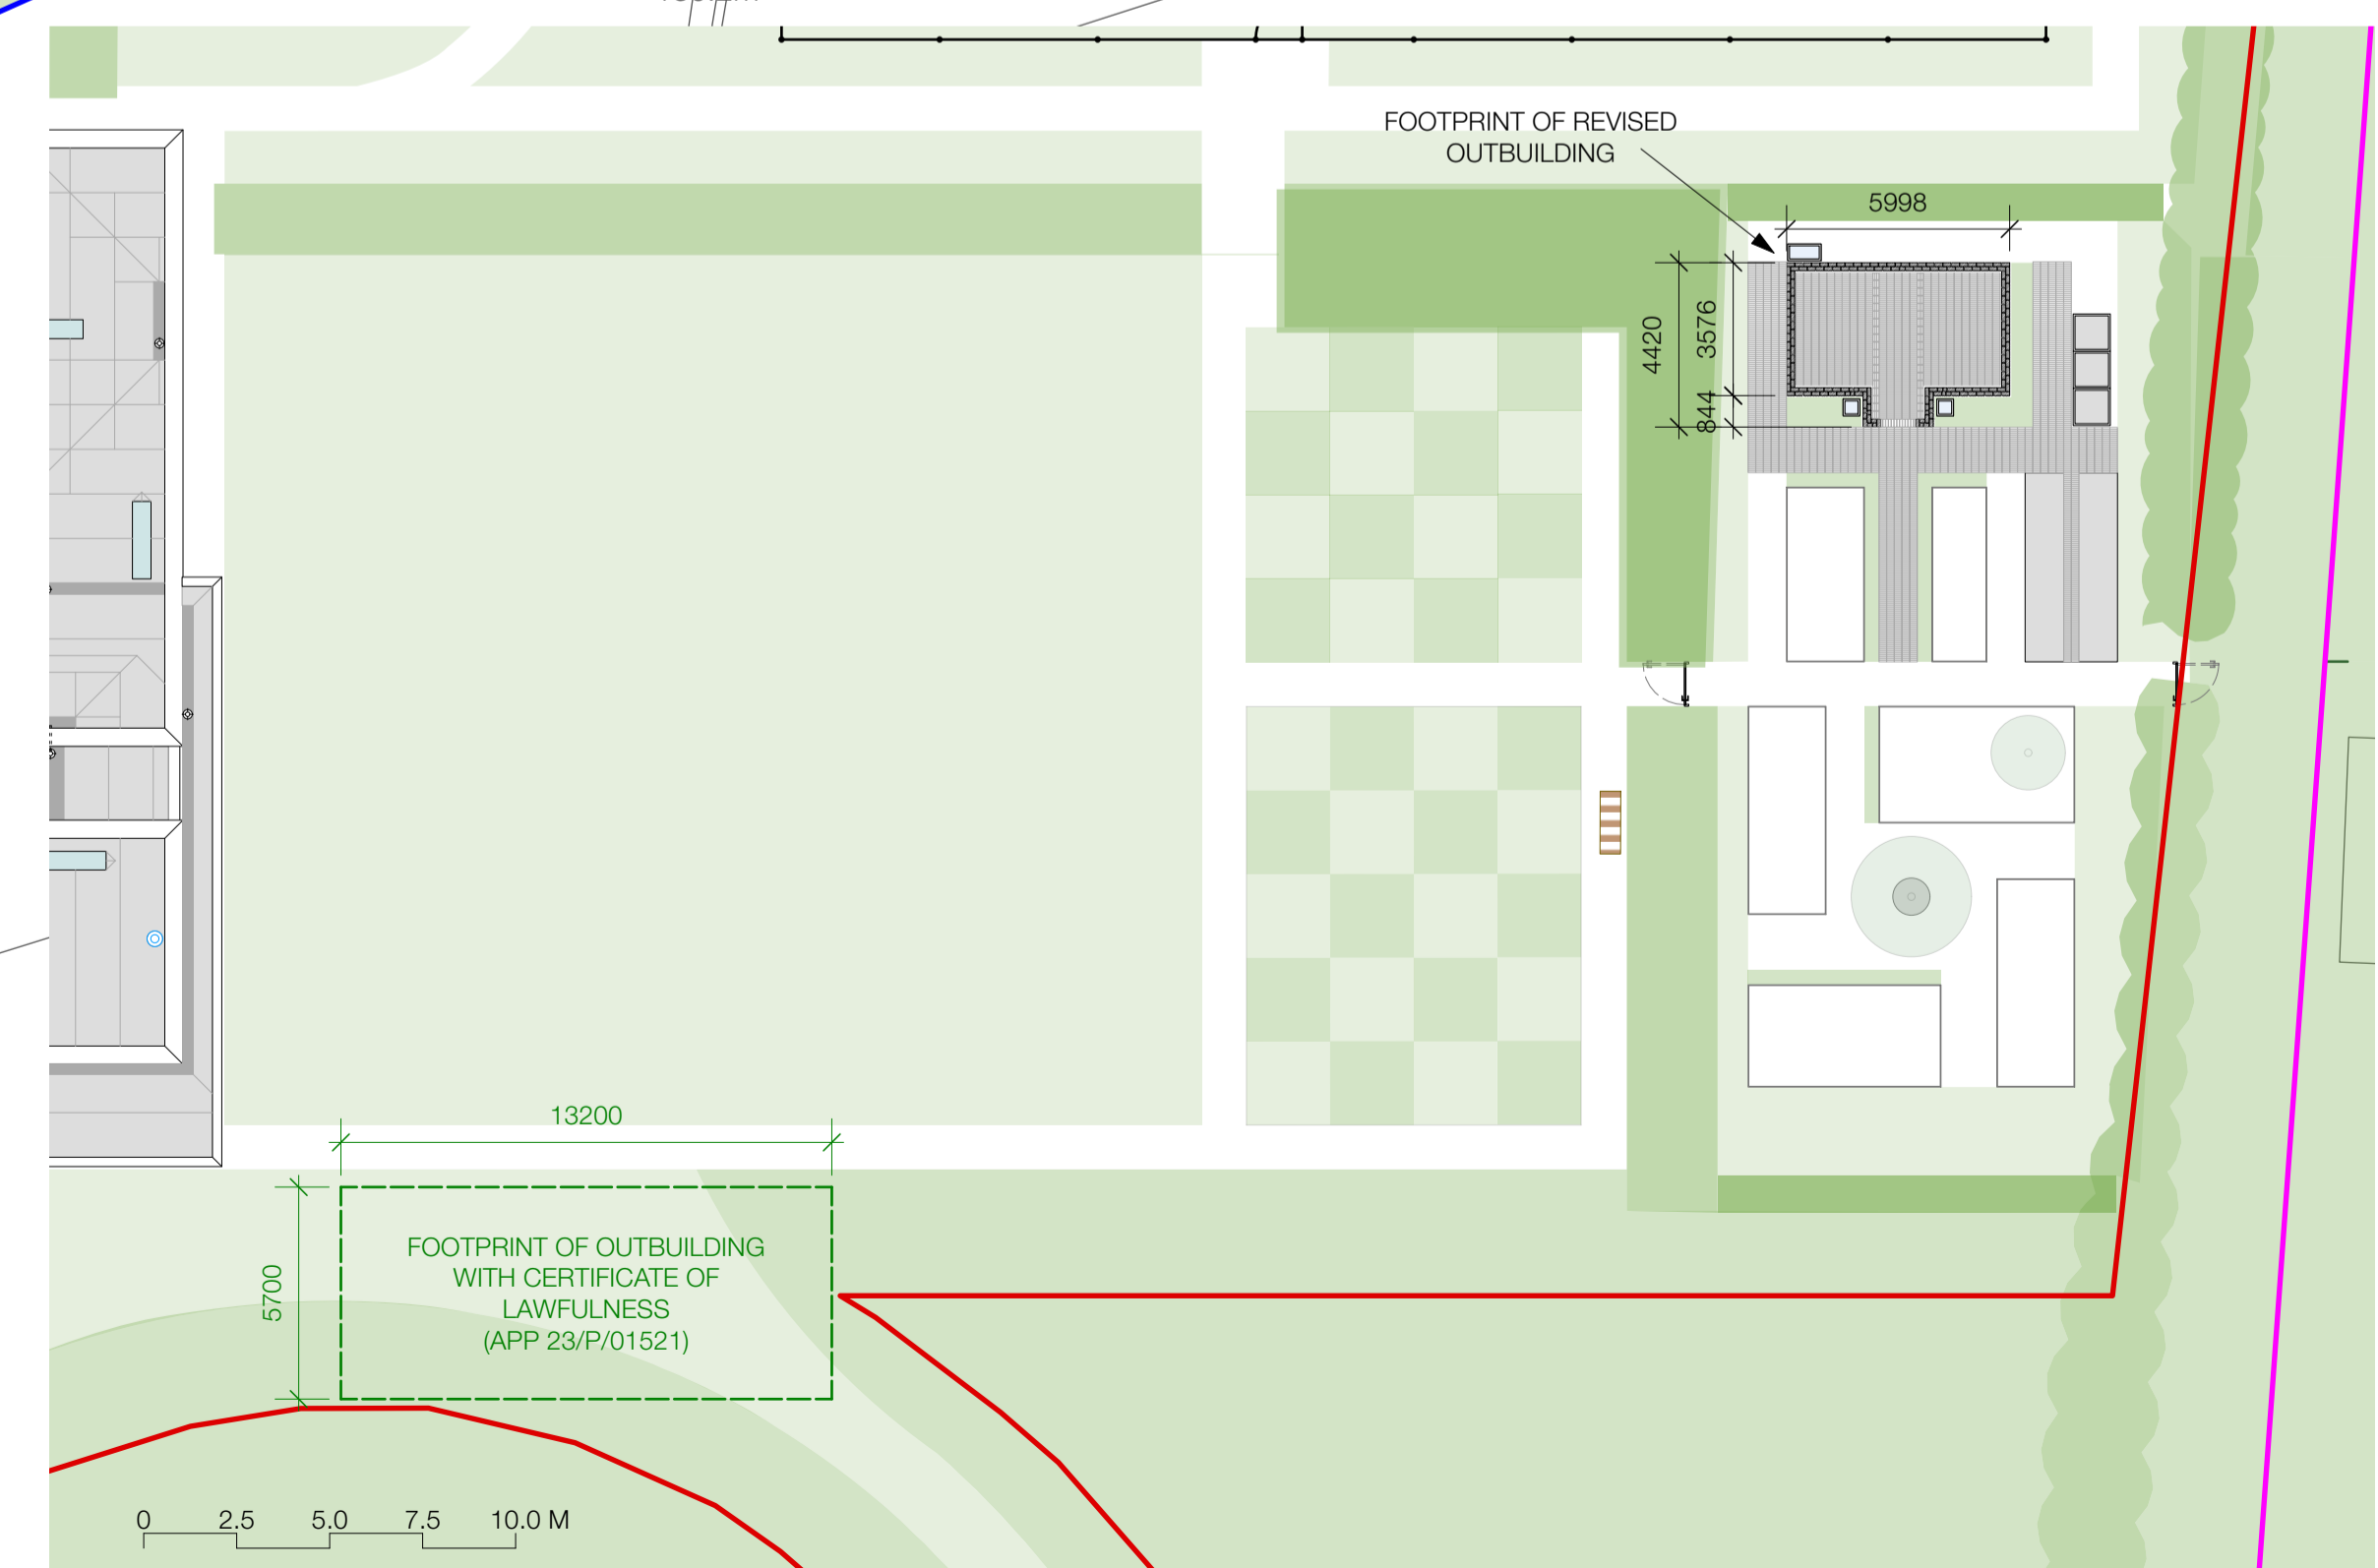 FOOTPRINT OF REVISED
OUTBUILDING
5998
4420
3576
844
13200
5700
FOOTPRINT OF OUTBUILDING
WITH CERTIFICATE OF
LAWFULNESS
(APP 23/P/01521)
0 2.5 5.0 7.5 10.0 M